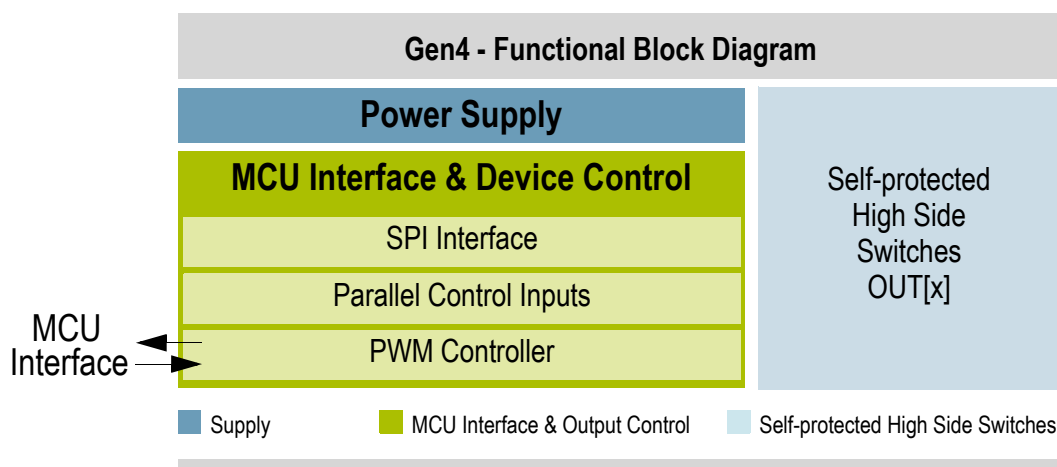 Gen4 - Functional Block Diagram
Power Supply
MCU Interface & Device Control
SPI Interface
Parallel Control Inputs
PWM Controller
Self-protected
High Side
Switches
OUT[x]
MCU
Interface
Supply
MCU Interface & Output Control
Self-protected High Side Switches